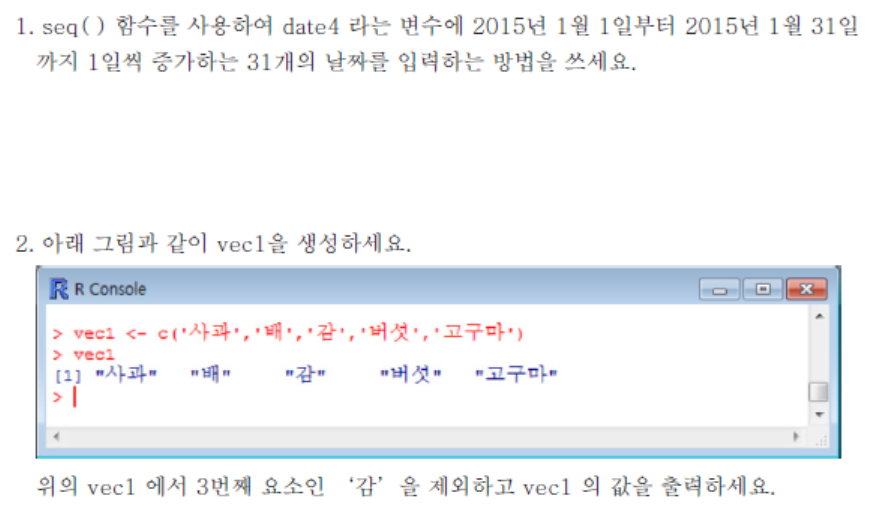 1. seq( ) 함수를 사용하여 date4 라는 변수에 2015년 1월 1일부터 2015년 1월 31일
까지 1일씩 증가하는 31개의 날짜를 입력하는 방법을 쓰세요.
2. 아래 그림과 같이 vec1을 생성하세요.
R R Console
> vec1 <- c('사과','배','감','버섯','고구마')
> vec1
[1] "사과" "배" "감" "버섯" "고구마"
>
위의 vec1 에서 3번째 요소인 ‘감’ 을 제외하고 vec1 의 값을 출력하세요.